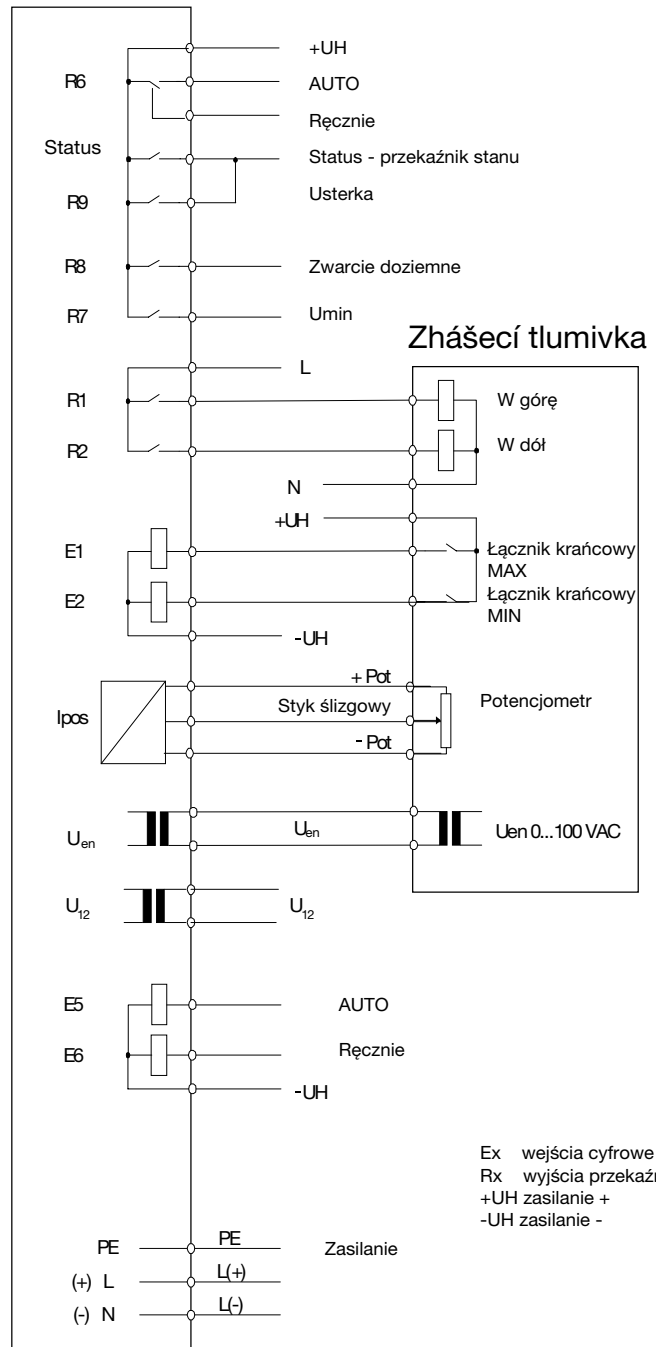 +UH
R6 AUTO
Ręcznie
Status Status - przekaźnik stanu
R9 Usterka
R8 Zwarcie doziemne
R7 Umin
Zhášecí tlumivka
L
R1 W górę
R2 W dół
N
+UH
E1 Łącznik krańcowy
MAX
E2 Łącznik krańcowy
MIN
-UH
+ Pot
Ipos Styk ślizgowy Potencjometr
- Pot
Uen Uen Uen 0...100 VAC
U12 U12
E5 AUTO
E6 Ręcznie
-UH
Ex wejścia cyfrowe
Rx wyjścia przekaźn
+UH zasilanie +
-UH zasilanie -
PE PE Zasilanie
(+) L L(+)
(-) N L(-)